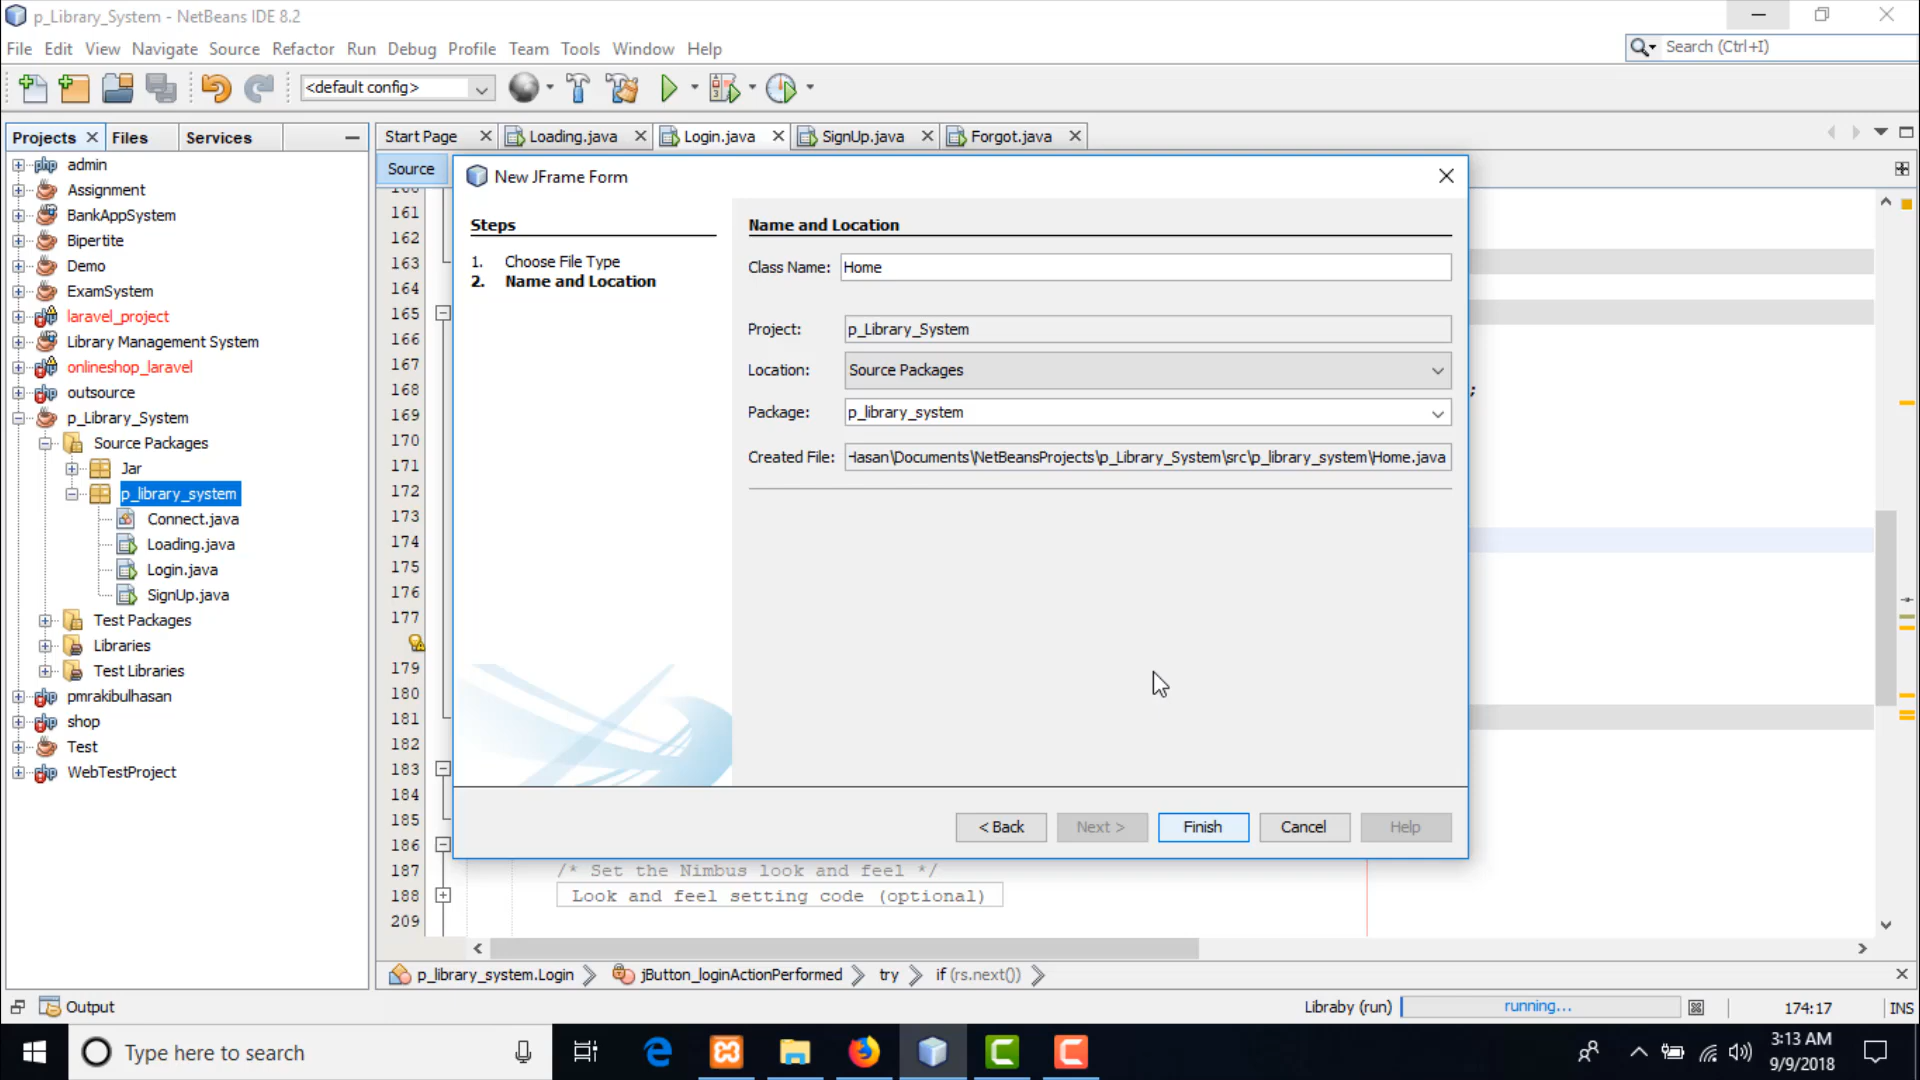 p_Library_System - NetBeans IDE 8.2
File Edit View Navigate Source Refactor Run Debug Profile Team Tools Window Help
Search (Ctrl+I)
<default config>
Projects Files Services
Start Page Loading.java Login.java SignUp.java Forgot.java
admin
Assignment
BankAppSystem
Bipertite
Demo
ExamSystem
laravel_project
Library Management System
onlineshop_laravel
outsource
p_Library_System
Source Packages
Jar
p_library_system
Connect.java
Loading.java
Login.java
SignUp.java
Test Packages
Libraries
Test Libraries
pmrakibulhasan
shop
Test
WebTestProject
Source
161
162
163
164
165
166
167
168
169
170
171
172
173
174
175
176
177
179
180
181
182
183
184
185
186
187
188
209
New JFrame Form
Steps
1. Choose File Type
2. Name and Location
Name and Location
Class Name: Home
Project: p_Library_System
Location: Source Packages
Package: p_library_system
Created File: Hasan\Documents\NetBeansProjects\p_Library_System\src\p_library_system\Home.java
;
< Back Next > Finish Cancel Help
/* Set the Nimbus look and feel */
Look and feel setting code (optional)
p_library_system.Login jButton_loginActionPerformed try if (rs.next())
Output
Libraby (run) running... 174:17 INS
Type here to search
3:13 AM
9/9/2018